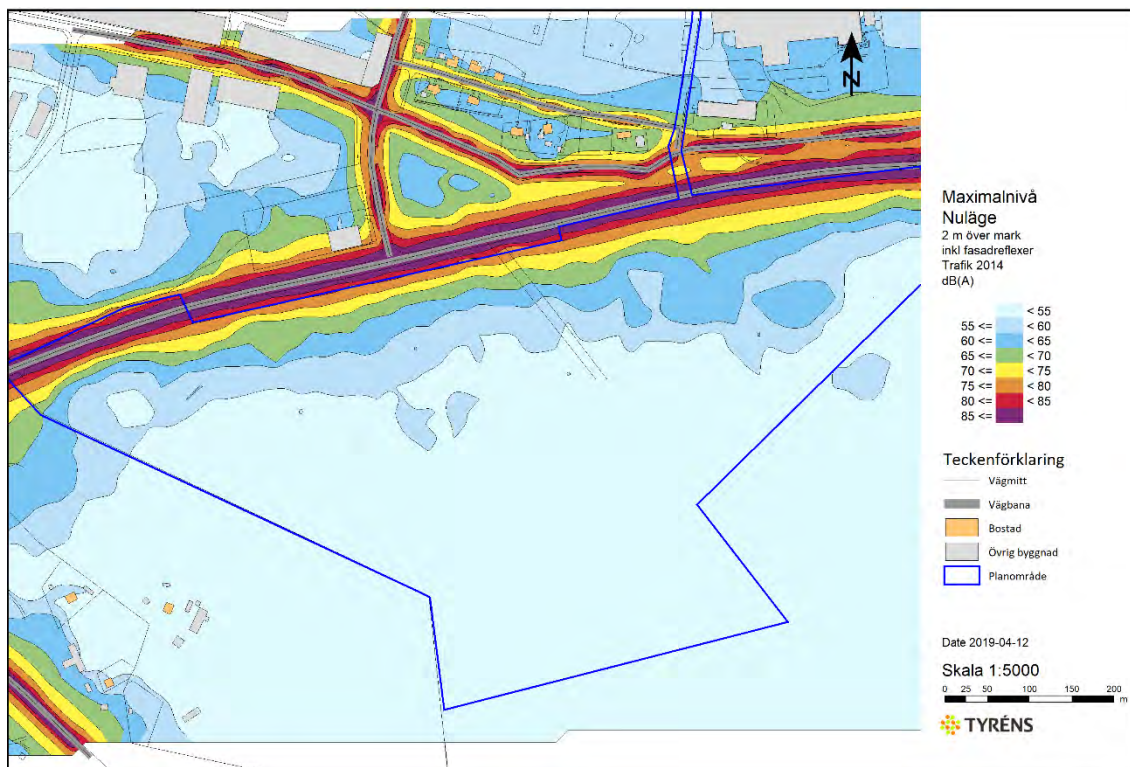 N
Maximalnivå
Nuläge
2 m över mark
inkl fasadreflexer
Trafik 2014
dB(A)
< 55
55 <= < 60
60 <= < 65
65 <= < 70
70 <= < 75
75 <= < 80
80 <= < 85
85 <=
Teckenförklaring
Vägmitt
Vägbana
Bostad
Övrig byggnad
Planområde
Date 2019-04-12
Skala 1:5000
0 25 50 100 150 200
m
TYRÉNS